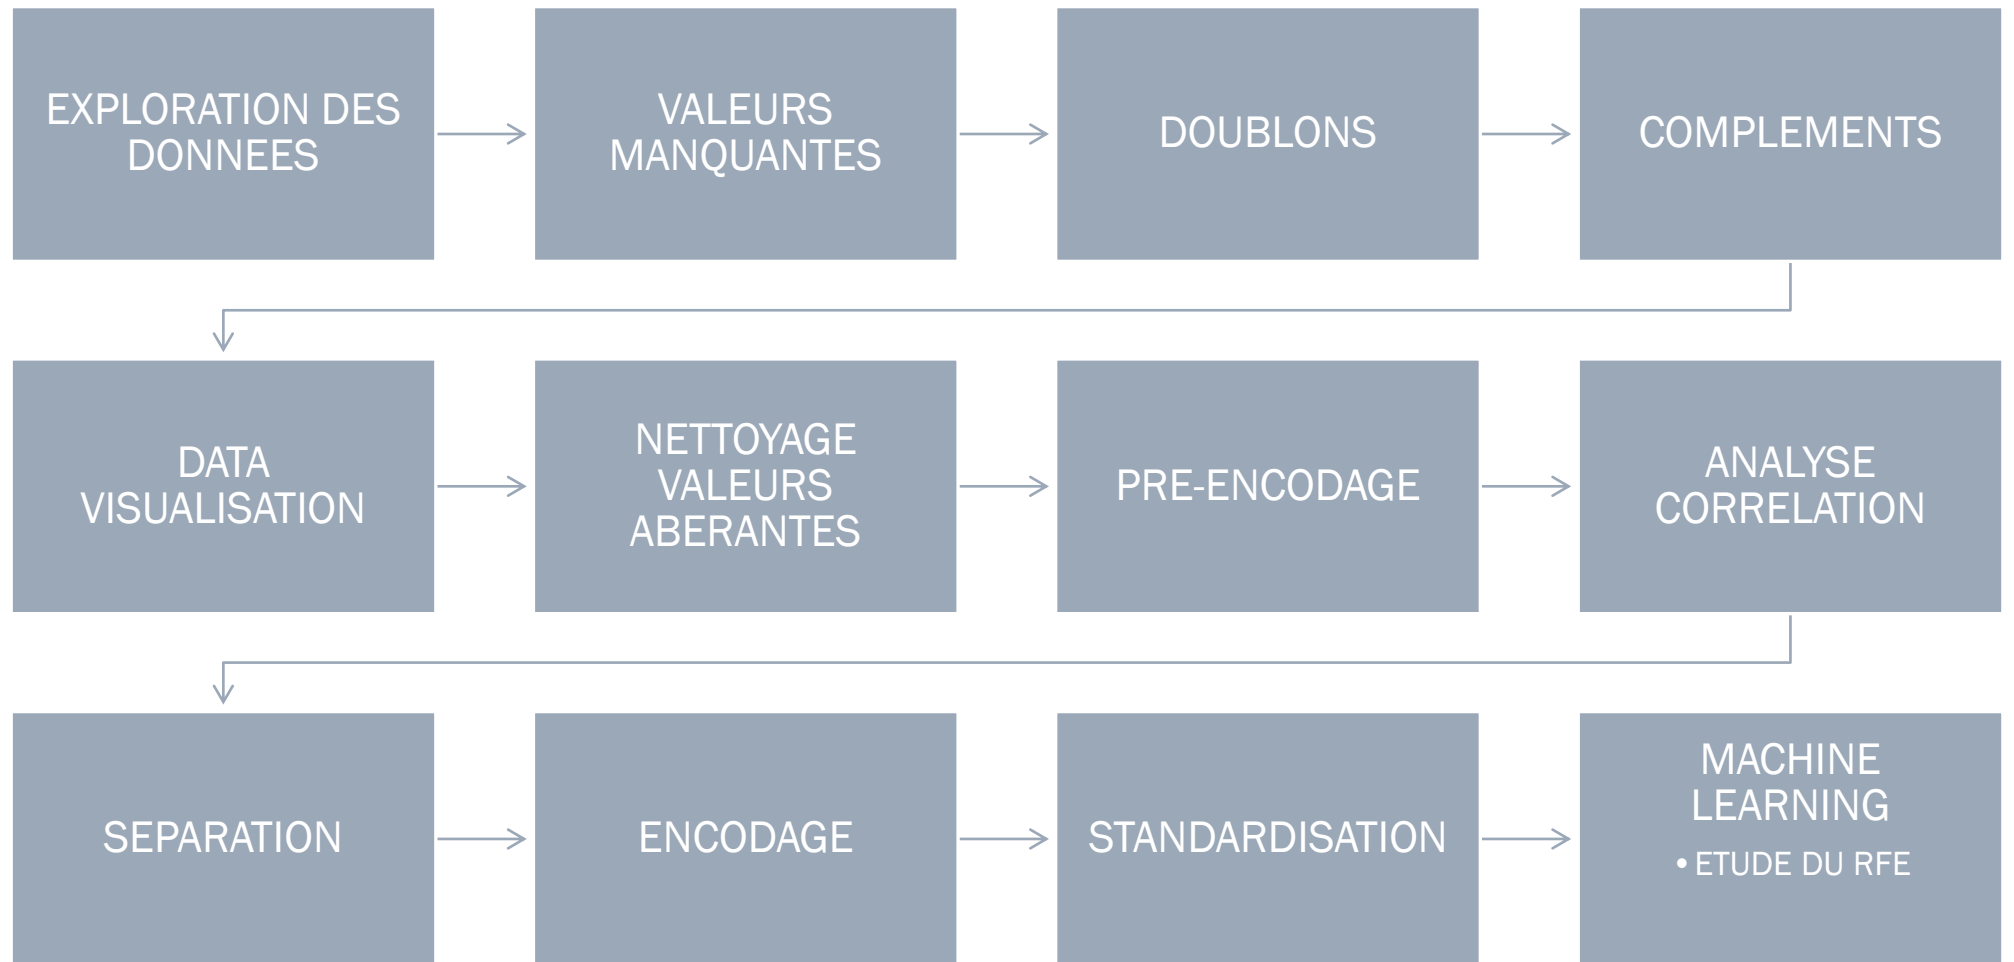 EXPLORATION DES
DONNEES
VALEURS
MANQUANTES
DOUBLONS
COMPLEMENTS
DATA
VISUALISATION
NETTOYAGE
VALEURS
ABERANTES
PRE-ENCODAGE
ANALYSE
CORRELATION
SEPARATION
ENCODAGE
STANDARDISATION
MACHINE
LEARNING
• ETUDE DU RFE